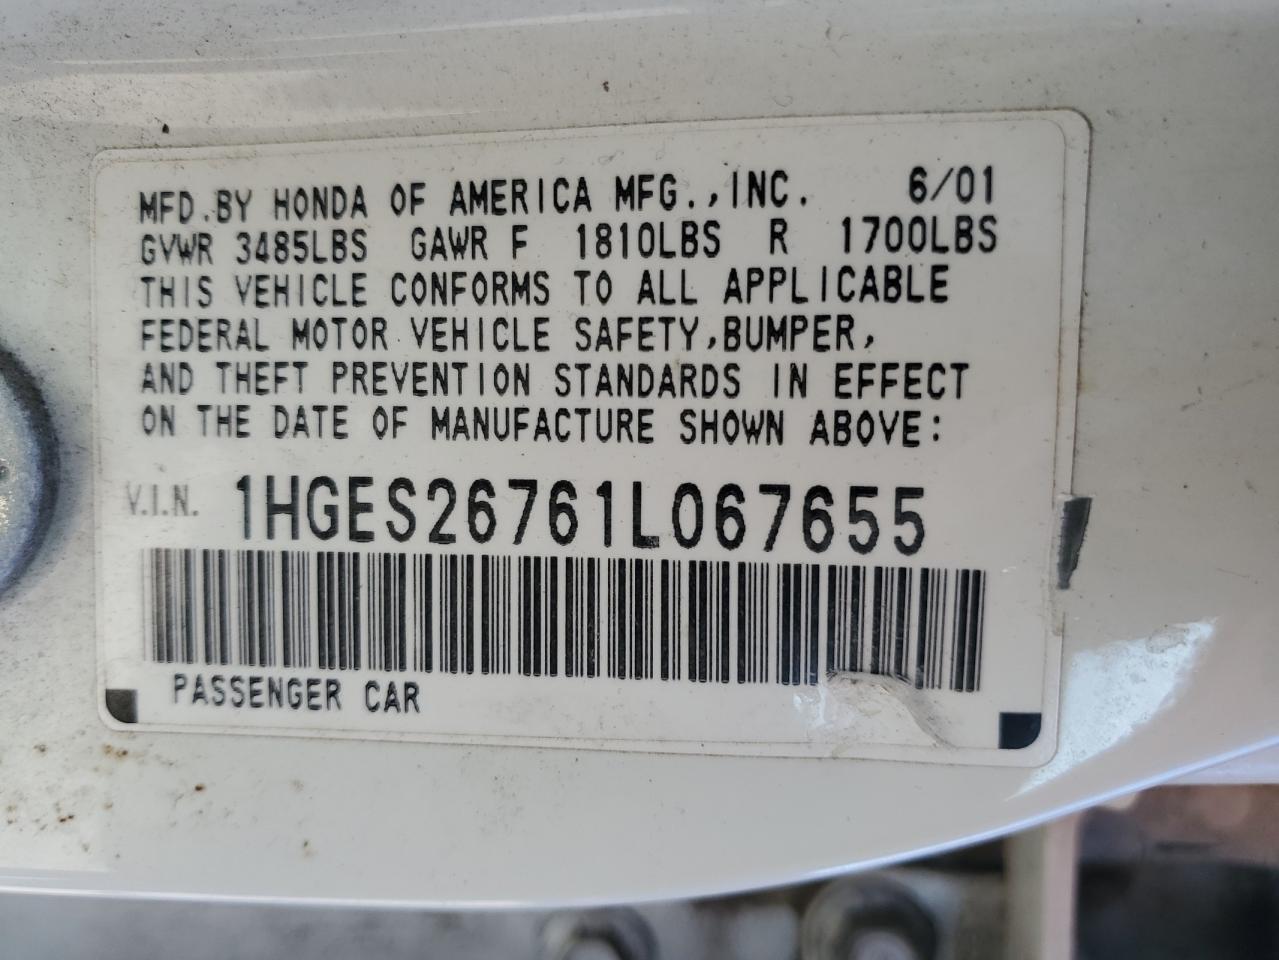 MFD.BY HONDA OF AMERICA MFG.,INC. 6/01
GVWR 3485LBS GAWR F 1810LBS R 1700LBS
THIS VEHICLE CONFORMS TO ALL APPLICABLE
FEDERAL MOTOR VEHICLE SAFETY,BUMPER,
AND THEFT PREVENTION STANDARDS IN EFFECT
ON THE DATE OF MANUFACTURE SHOWN ABOVE:
V.I.N. 1HGES26761L067655
PASSENGER CAR